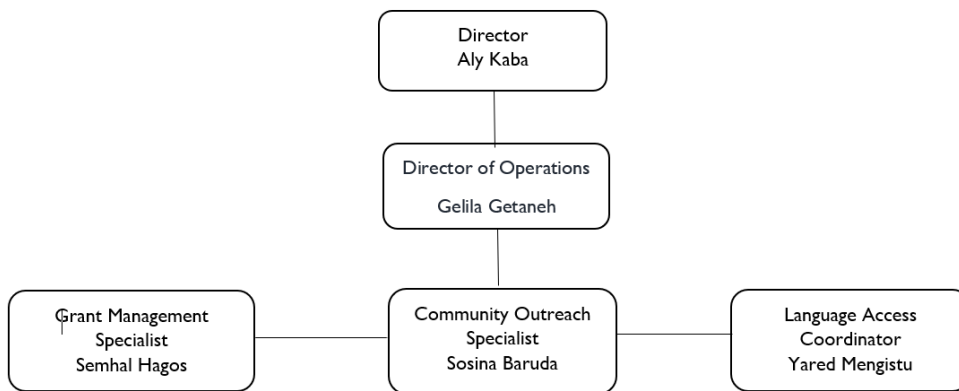 Director
Aly Kaba
Director of Operations
Gelila Getaneh
Grant Management
Specialist
Semhal Hagos
Community Outreach
Specialist
Sosina Baruda
Language Access
Coordinator
Yared Mengistu